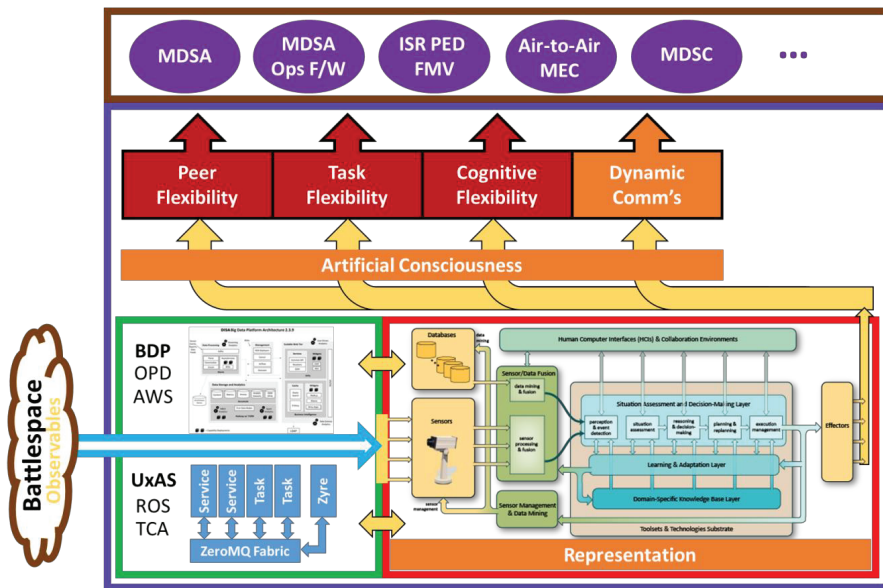 MDSA
MDSA
Ops F/W
ISR PED
FMV
Air-to-Air
MEC
MDSC
...
Peer
Flexibility
Task
Flexibility
Cognitive
Flexibility
Dynamic
Comm's
Artificial Consciousness
Battlespace
Observables
BDP
OPD
AWS
UxAS
ROS
TCA
Service
Service
Task
Task
Zyre
ZeroMQ Fabric
Databases
data
mining
Sensors
sensor
management
Sensor/Data Fusion
data mining
& fusion
sensor
processing
& fusion
Sensor Management
& Data Mining
Human Computer Interfaces (HCIs) & Collaboration Environments
Situation Assessment and Decision-Making Layer
perception
& event
detection
situation
assessment
reasoning
& decision-
making
planning &
replanning
execution
management
Learning & Adaptation Layer
Domain-Specific Knowledge Base Layer
Toolsets & Technologies Substrate
Effectors
Representation